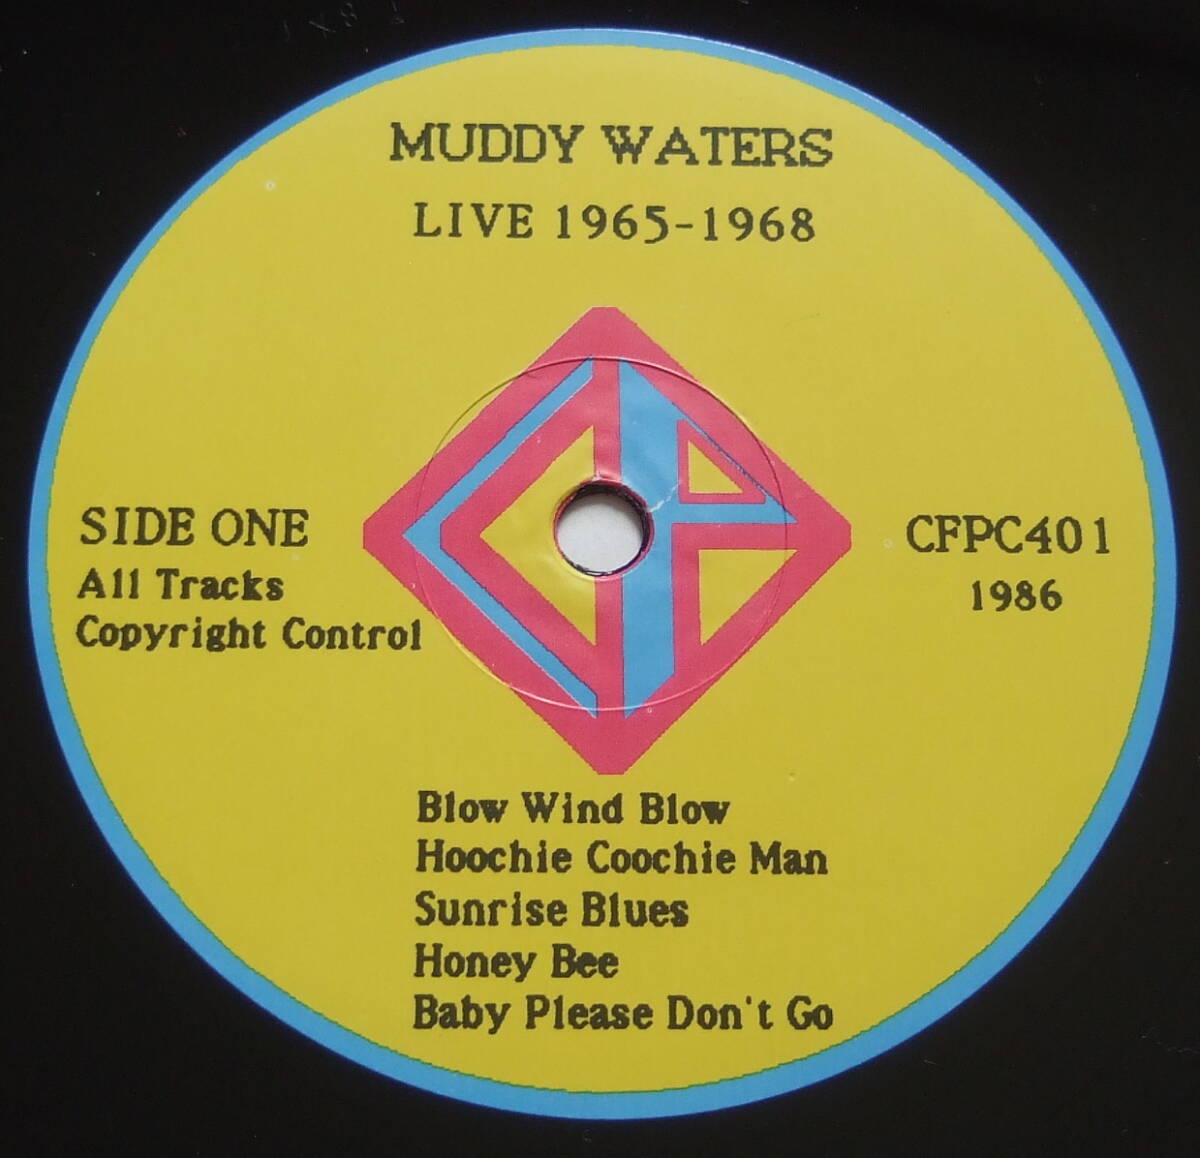 MUDDY WATERS
LIVE 1965-1968
SIDE ONE
All Tracks
Copyright Control
CFPC401
1986
Blow Wind Blow
Hoochie Coochie Man
Sunrise Blues
Honey Bee
Baby Please Don't Go